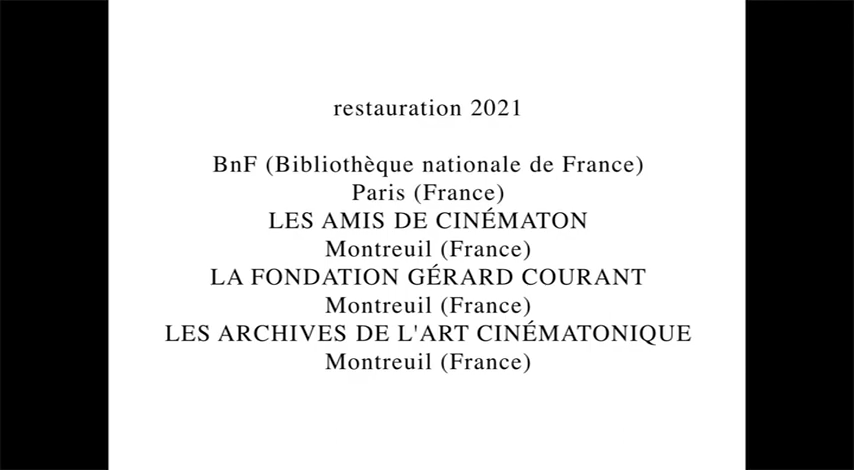 restauration 2021
BnF (Bibliothèque nationale de France)
Paris (France)
LES AMIS DE CINÉMATON
Montreuil (France)
LA FONDATION GÉRARD COURANT
Montreuil (France)
LES ARCHIVES DE L'ART CINÉMATONIQUE
Montreuil (France)